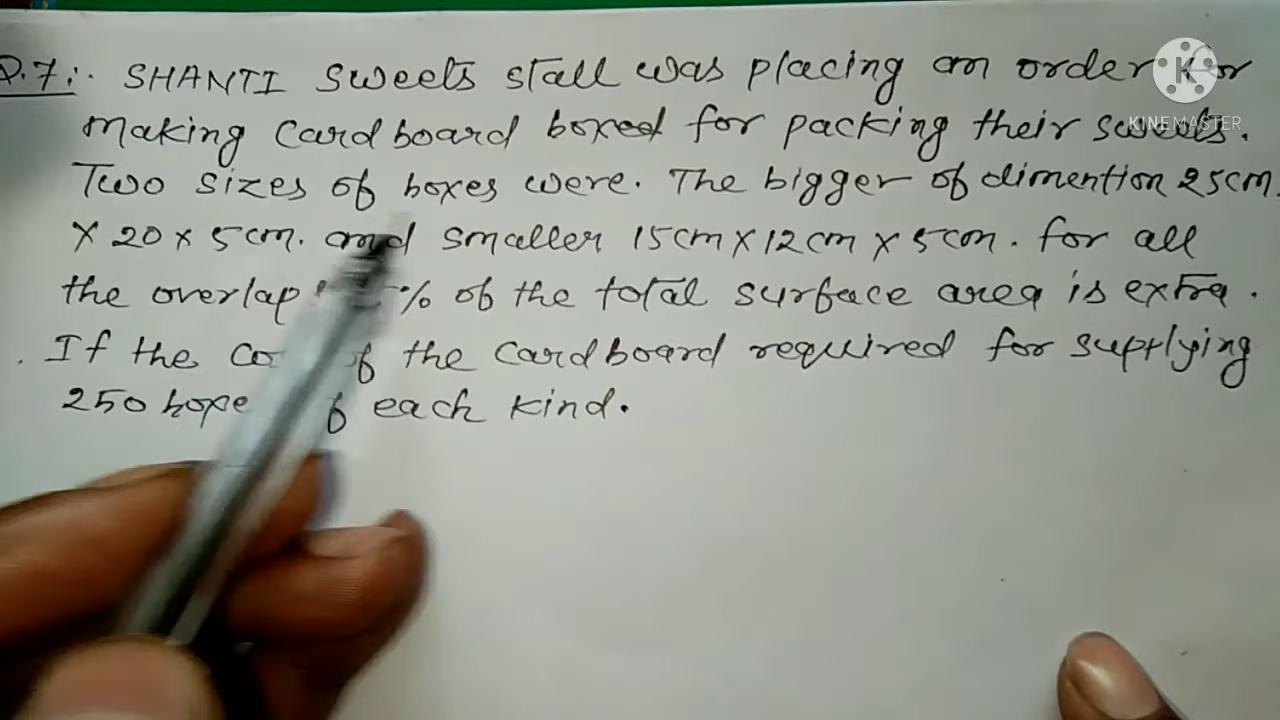 Q.7:. SHANTI sweets stall was placing an order for
making cardboard boxed for packing their sweets.
Two sizes of boxes were. The bigger of dimention 25cm
x 20 x 5cm. and smaller 15cm x 12cm x 5cm. for all
the overlap % of the total surface area is extra.
If the of the cardboard required for supplying
250 of each kind.
K
KINEMASTER